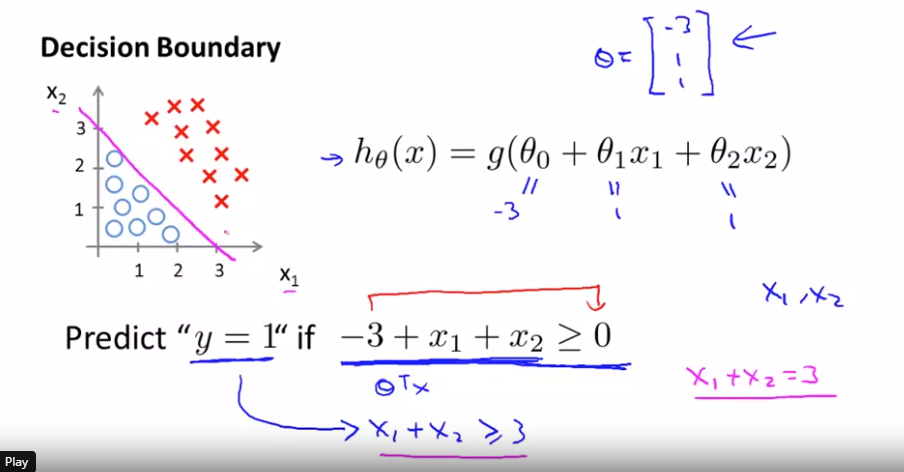 Decision Boundary
θ = [-3 1 1] ←
x₂
3
2
1
1 2 3
x₁
→ hθ(x) = g(θ₀ + θ₁x₁ + θ₂x₂)
" " "
-3 1 1
x₁, x₂
Predict “y = 1“ if -3 + x₁ + x₂ ≥ 0
θᵀx
x₁ + x₂ = 3
→ x₁ + x₂ ≥ 3
Play